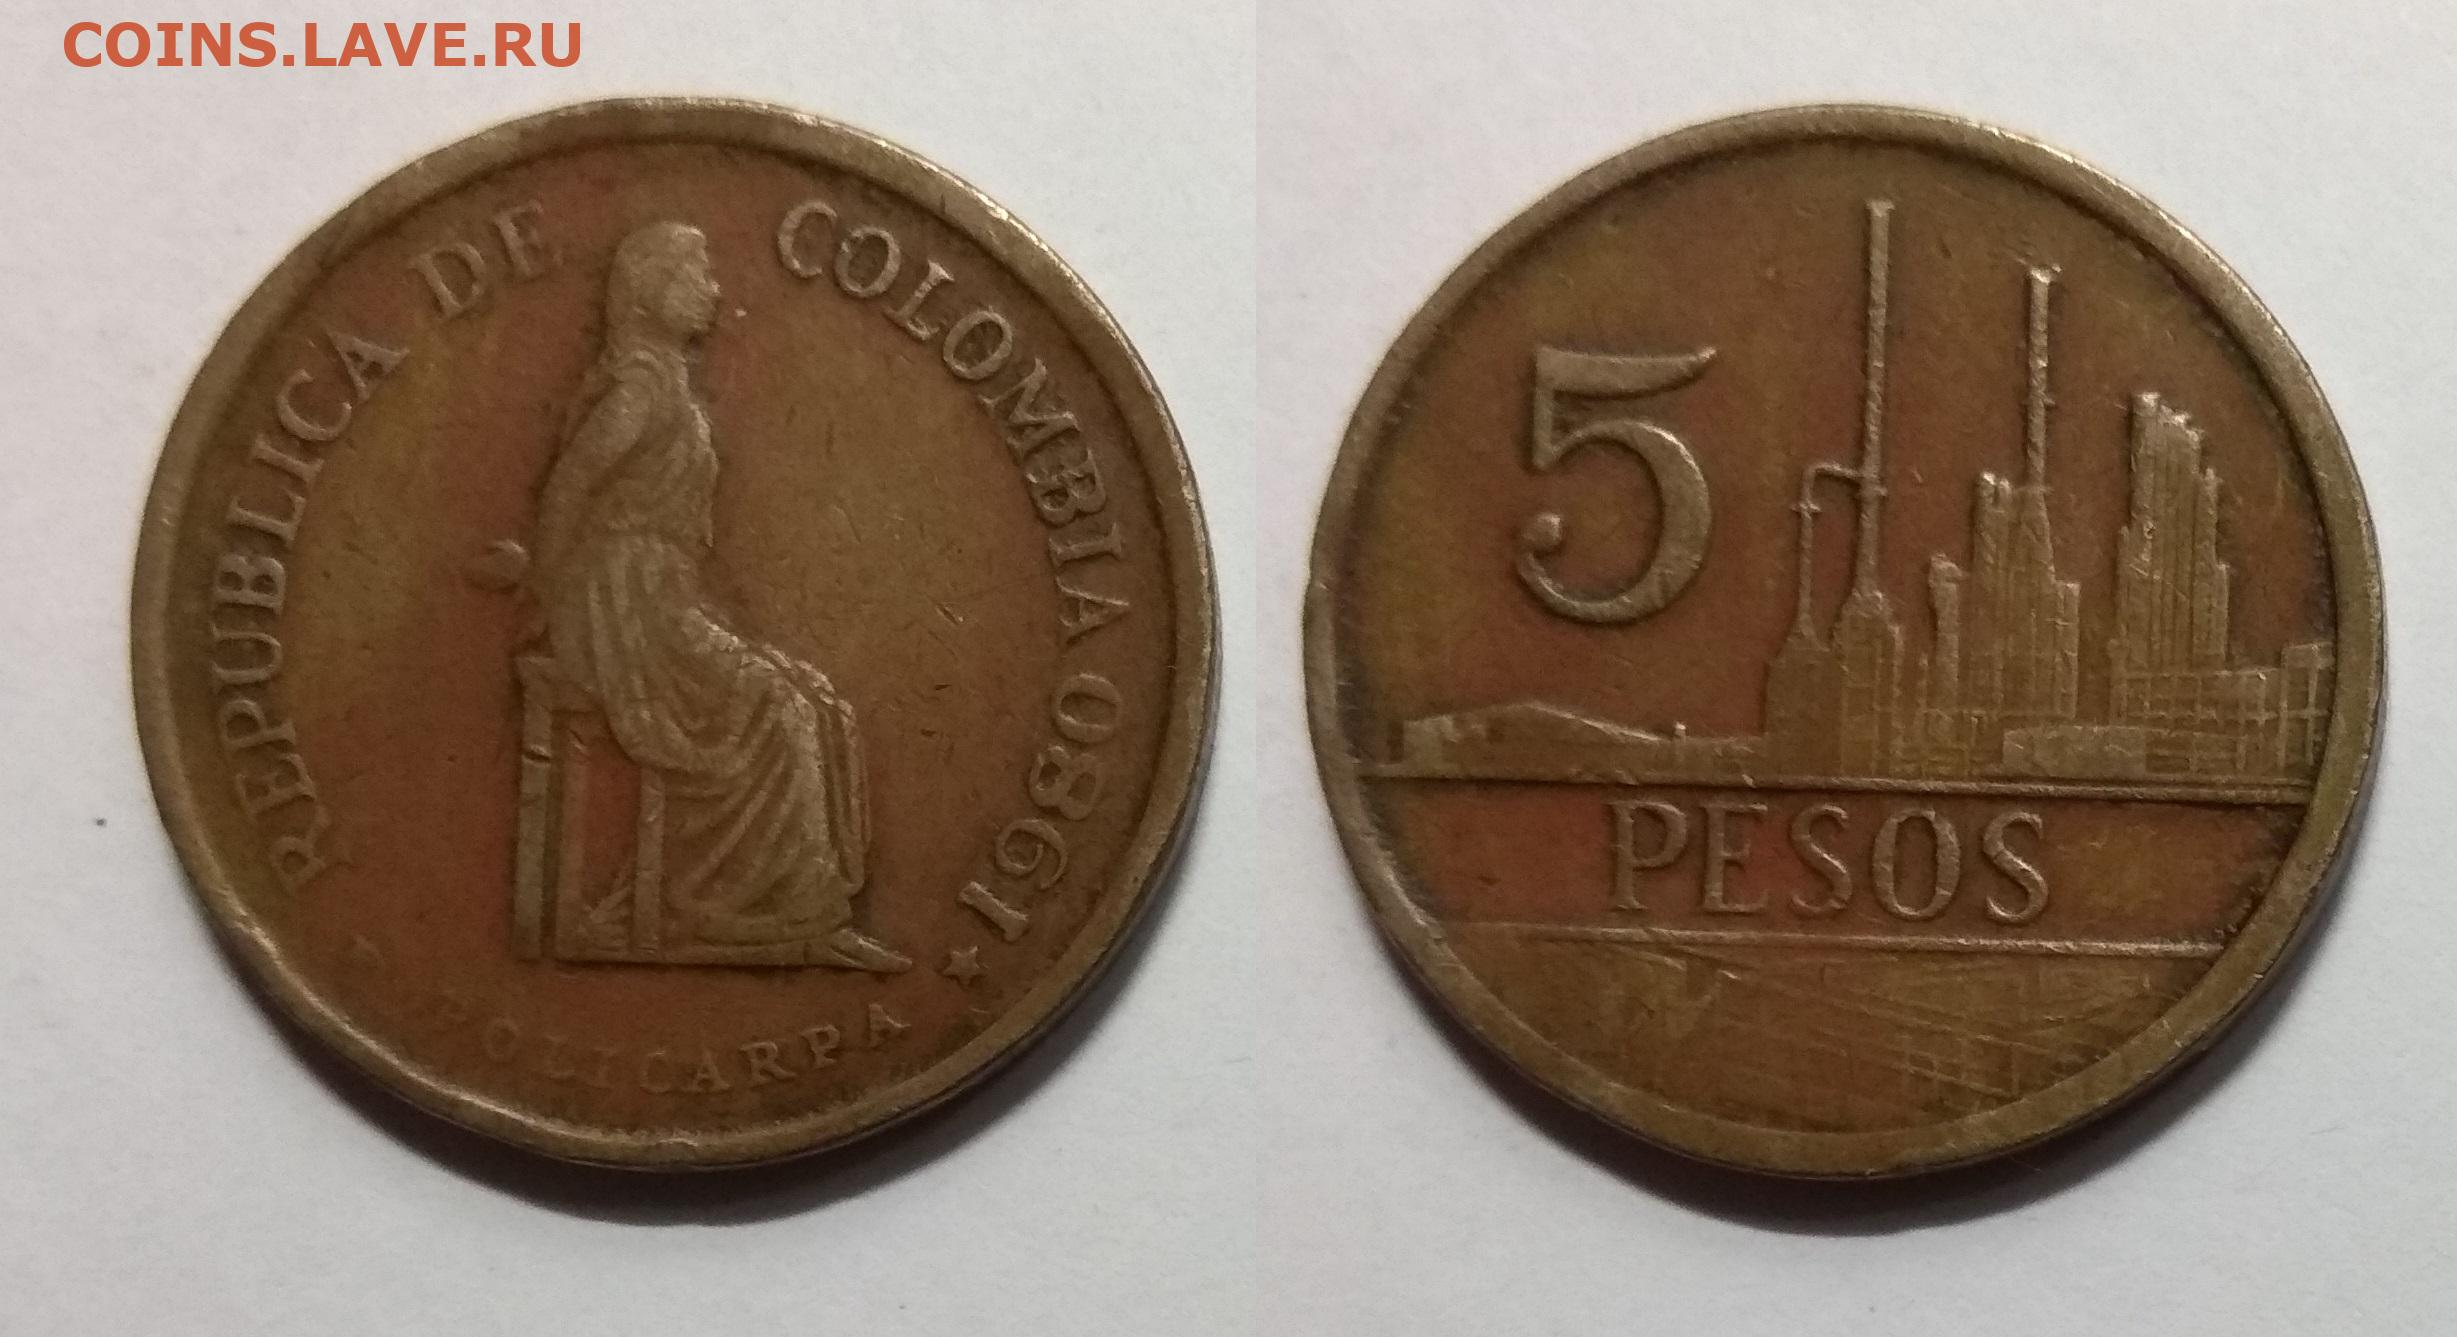 COINS.LAVE.RU
REPUBLICA DE COLOMBIA 1980
POLICARPA
5
PESOS